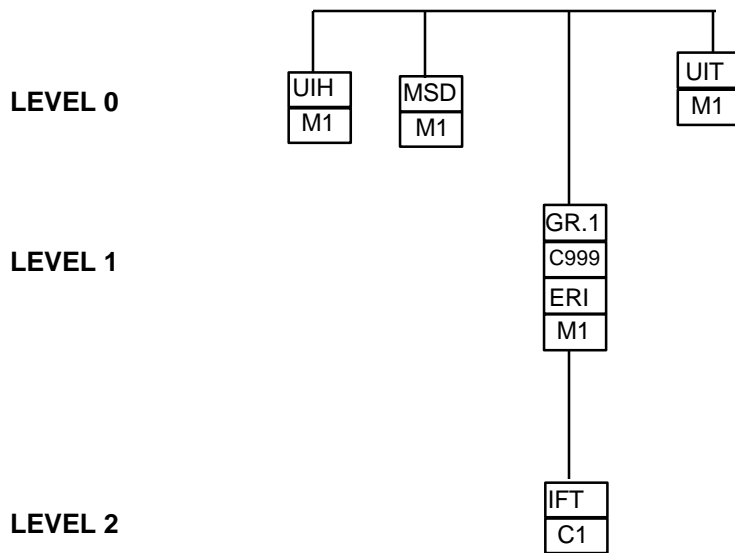 LEVEL 0
UIH
M1
MSD
M1
UIT
M1
LEVEL 1
GR.1
C999
ERI
M1
LEVEL 2
IFT
C1